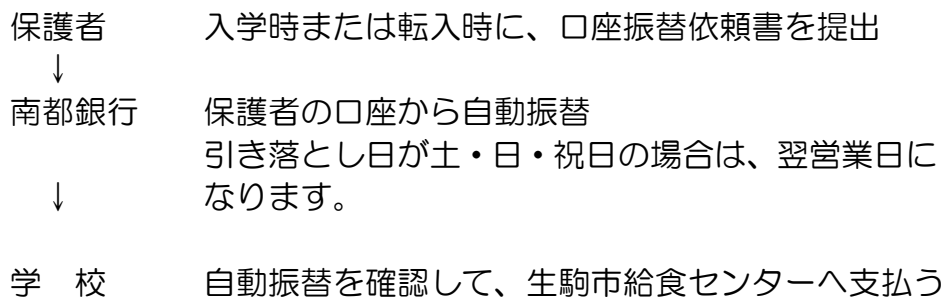 保護者　　入学時または転入時に、口座振替依頼書を提出
↓
南都銀行　　保護者の口座から自動振替
引き落とし日が土・日・祝日の場合は、翌営業日に
↓　　なります。
学　校　　自動振替を確認して、生駒市給食センターへ支払う